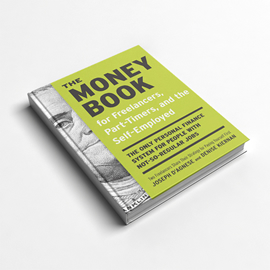 THE
MONEY
BOOK
for Freelancers,
Part-Timers, and the
Self-Employed
THE ONLY PERSONAL FINANCE
SYSTEM FOR PEOPLE WITH
NOT-SO-REGULAR JOBS
JOSEPH D'AGNESE and DENISE KIERNAN